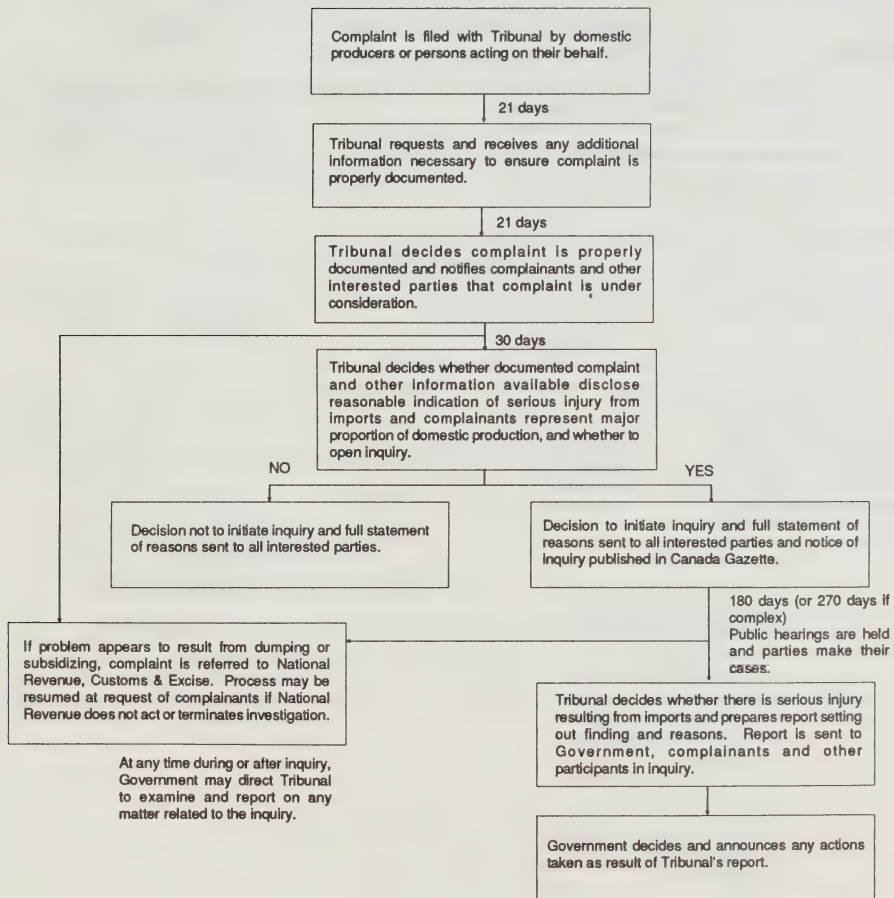 Complaint is filed with Tribunal by domestic
producers or persons acting on their behalf.
21 days
Tribunal requests and receives any additional
information necessary to ensure complaint is
properly documented.
21 days
Tribunal decides complaint is properly
documented and notifies complainants and other
interested parties that complaint is under
consideration.
30 days
Tribunal decides whether documented complaint
and other information available disclose
reasonable indication of serious injury from
imports and complainants represent major
proportion of domestic production, and whether to
open inquiry.
NO
YES
Decision not to initiate inquiry and full statement
of reasons sent to all interested parties.
Decision to initiate inquiry and full statement of
reasons sent to all interested parties and notice of
inquiry published in Canada Gazette.
180 days (or 270 days if
complex)
Public hearings are held
and parties make their
cases.
If problem appears to result from dumping or
subsidizing, complaint is referred to National
Revenue, Customs & Excise. Process may be
resumed at request of complainants if National
Revenue does not act or terminates investigation.
At any time during or after inquiry,
Government may direct Tribunal
to examine and report on any
matter related to the inquiry.
Tribunal decides whether there is serious injury
resulting from imports and prepares report setting
out finding and reasons. Report is sent to
Government, complainants and other
participants in inquiry.
Government decides and announces any actions
taken as result of Tribunal's report.